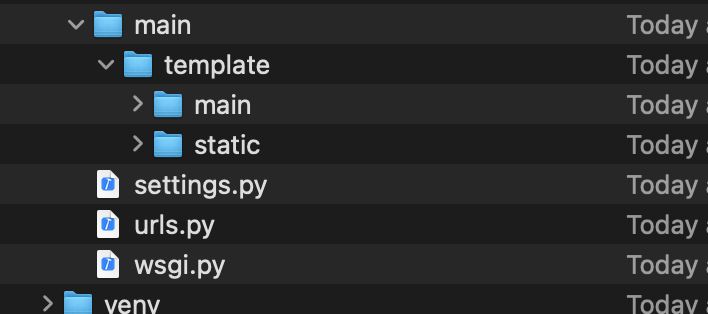 main Today
template Today
main Today
static Today
settings.py Today
urls.py Today
wsgi.py Today
venv Today